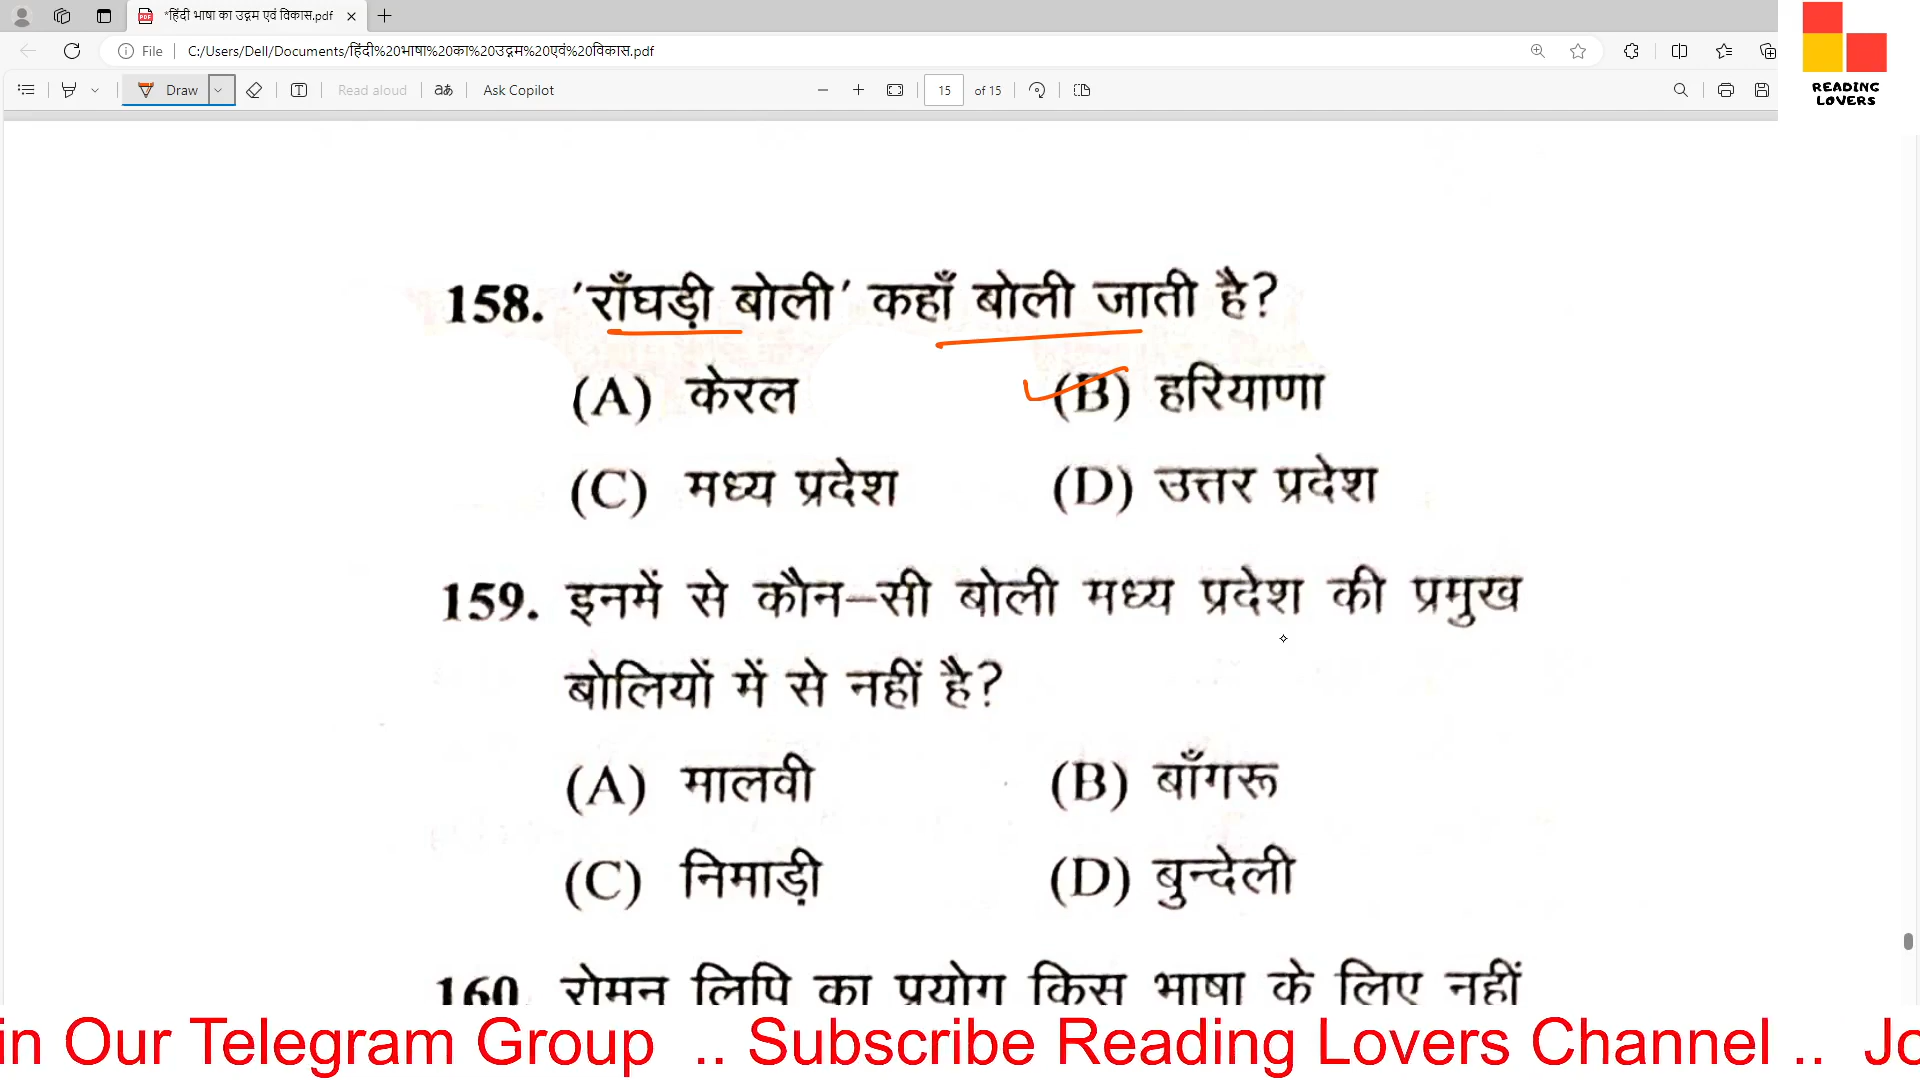 *हिंदी भाषा का उद्गम एवं विकास.pdf
File C:/Users/Dell/Documents/हिंदी%20भाषा%20का%20उद्गम%20एवं%20विकास.pdf
Draw Read aloud aあ Ask Copilot 15 of 15
READING
LOVERS
158. 'राँघड़ी बोली' कहाँ बोली जाती है?
(A) केरल (B) हरियाणा
(C) मध्य प्रदेश (D) उत्तर प्रदेश
159. इनमें से कौन–सी बोली मध्य प्रदेश की प्रमुख
बोलियों में से नहीं है?
(A) मालवी (B) बाँगरू
(C) निमाड़ी (D) बुन्देली
160. रोमन लिपि का प्रयोग किस भाषा के लिए नहीं
in Our Telegram Group .. Subscribe Reading Lovers Channel .. Jo